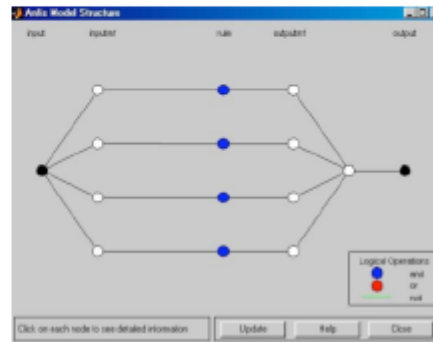 Anfis Model Structure
input inputmf rule outputmf output
Logical Operations
and
or
not
Click on each node to see detailed information
Update Help Close